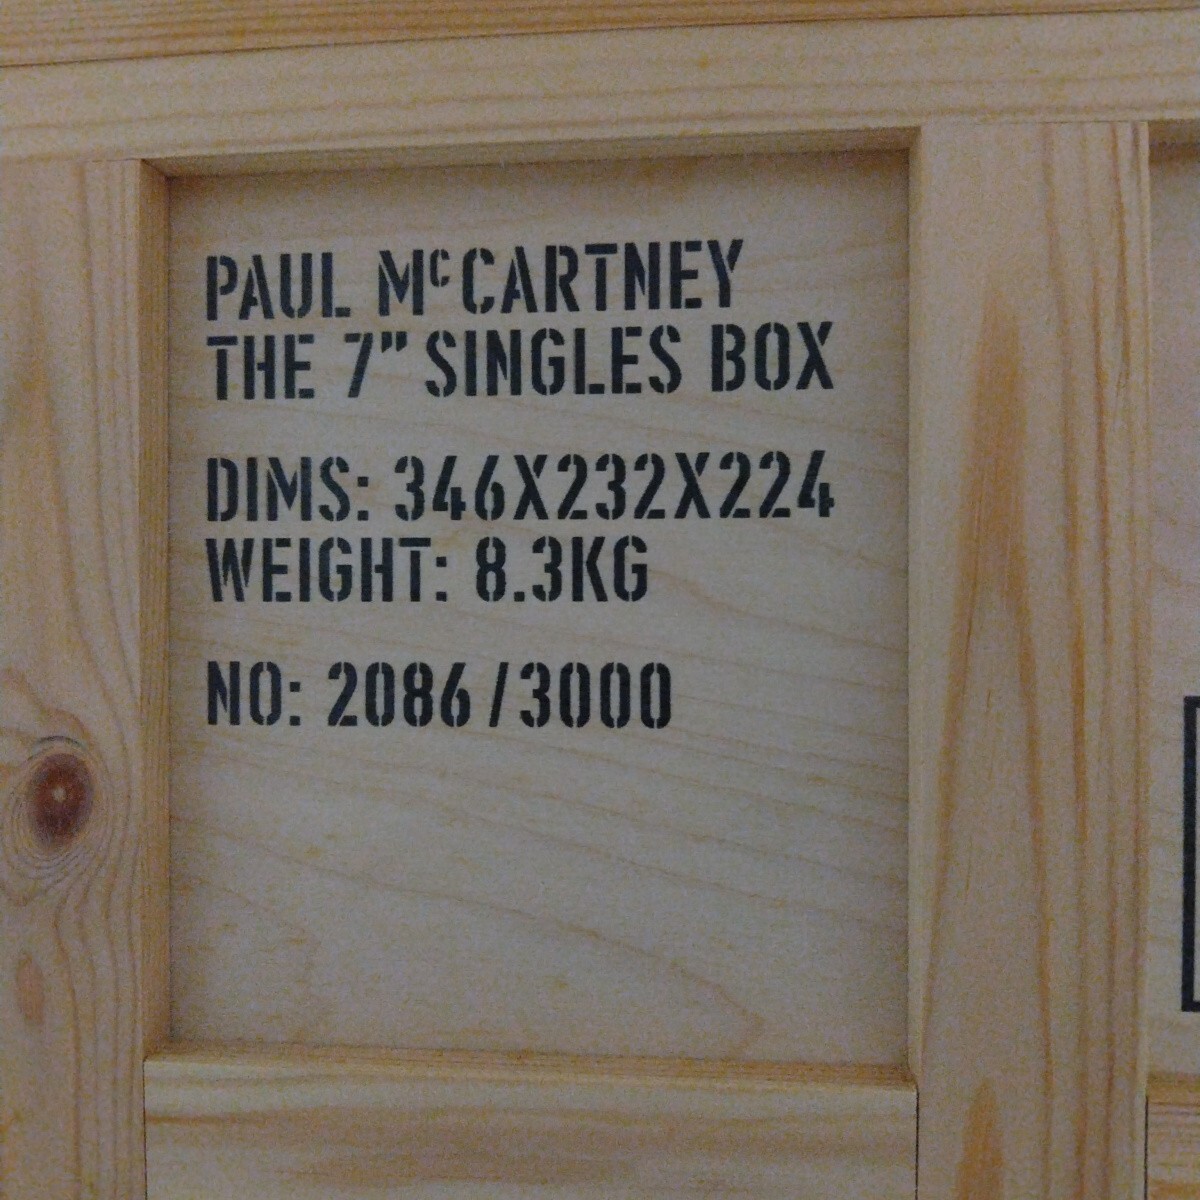 PAUL McCARTNEY
THE 7" SINGLES BOX
DIMS: 346X232X224
WEIGHT: 8.3KG
NO: 2086 / 3000